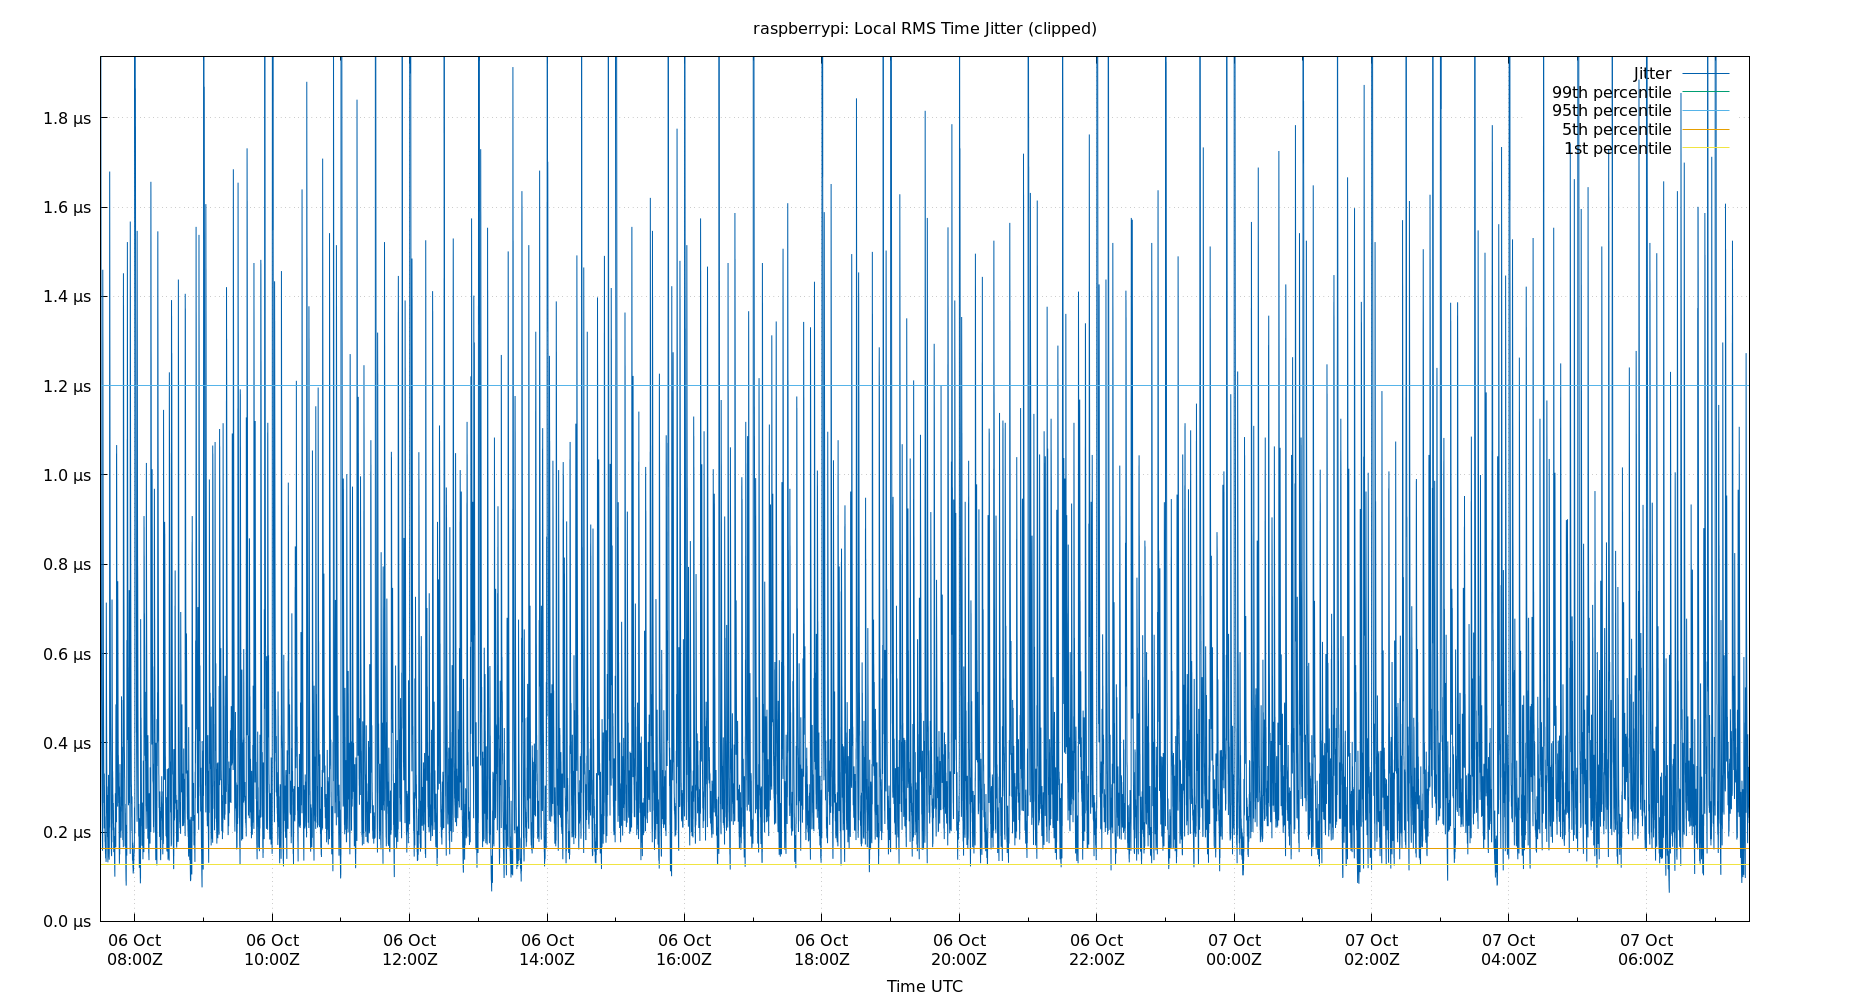 raspberrypi: Local RMS Time Jitter (clipped)
Jitter
99th percentile
95th percentile
5th percentile
1st percentile
1.8 µs
1.6 µs
1.4 µs
1.2 µs
1.0 µs
0.8 µs
0.6 µs
0.4 µs
0.2 µs
0.0 µs
06 Oct 06 Oct 06 Oct 06 Oct 06 Oct 06 Oct 06 Oct 06 Oct 07 Oct 07 Oct 07 Oct 07 Oct
08:00Z 10:00Z 12:00Z 14:00Z 16:00Z 18:00Z 20:00Z 22:00Z 00:00Z 02:00Z 04:00Z 06:00Z
Time UTC